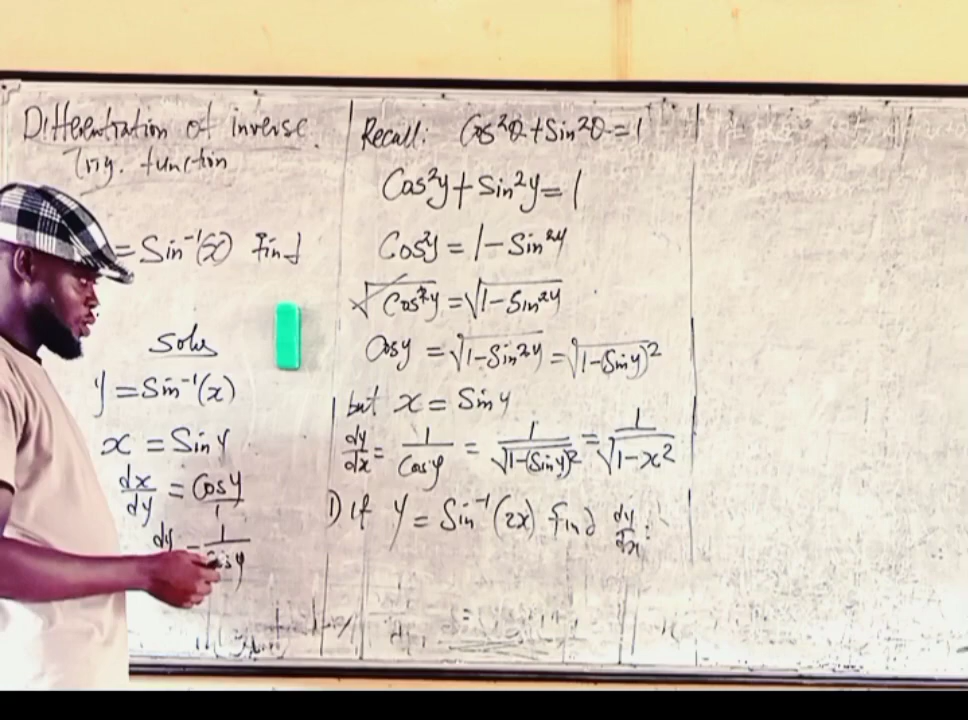 Differentiation of inverse.
Trig. function
= Sin⁻¹(x) find
Soln
y = Sin⁻¹(x)
x = Sin y
dx/dy = Cos y/1
dy = 1/Cos y
Recall: Cos²θ + Sin²θ = 1
Cos²y + Sin²y = 1
Cos²y = 1 − Sin²y
√Cos²y = √1 − Sin²y
Cos y = √1 − Sin²y = √1 − (Sin y)²
but x = Sin y
dy/dx = 1/Cos y = 1/√1 − (Sin y)² = 1/√1 − x²
1) If y = Sin⁻¹(2x) find dy/dx.